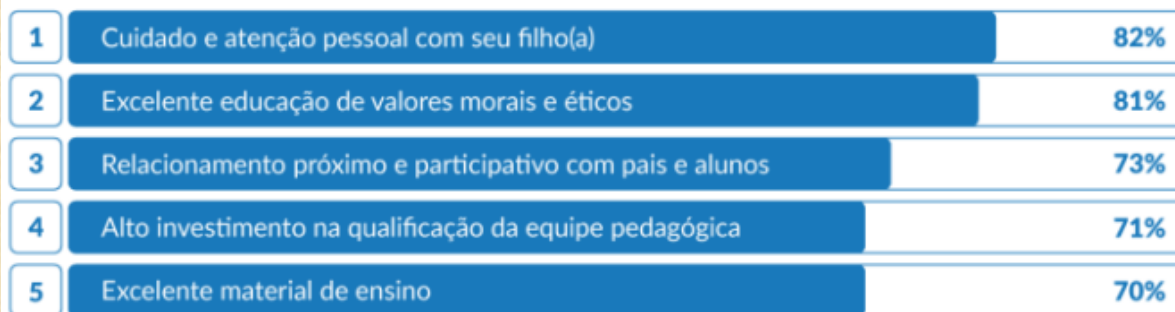 1 Cuidado e atenção pessoal com seu filho(a) 82%
2 Excelente educação de valores morais e éticos 81%
3 Relacionamento próximo e participativo com pais e alunos 73%
4 Alto investimento na qualificação da equipe pedagógica 71%
5 Excelente material de ensino 70%